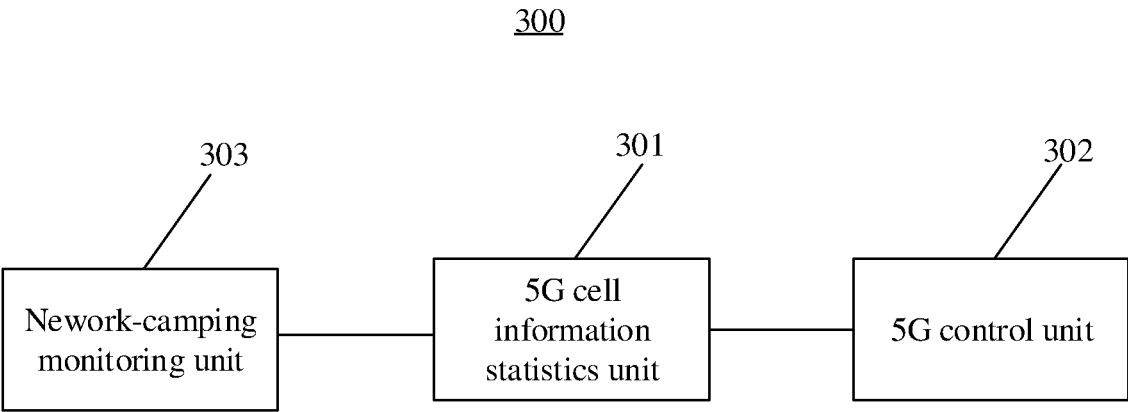 300
303
301
302
Nework-camping
monitoring unit
5G cell
information
statistics unit
5G control unit